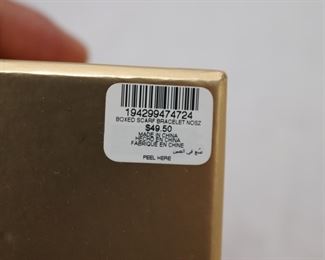 194299474724
BOXED SCARF BRACELET NOSZ
$49.50
MADE IN CHINA
HECHO EN CHINA
FABRIQUE EN CHINE
صنع في الصين
PEEL HERE